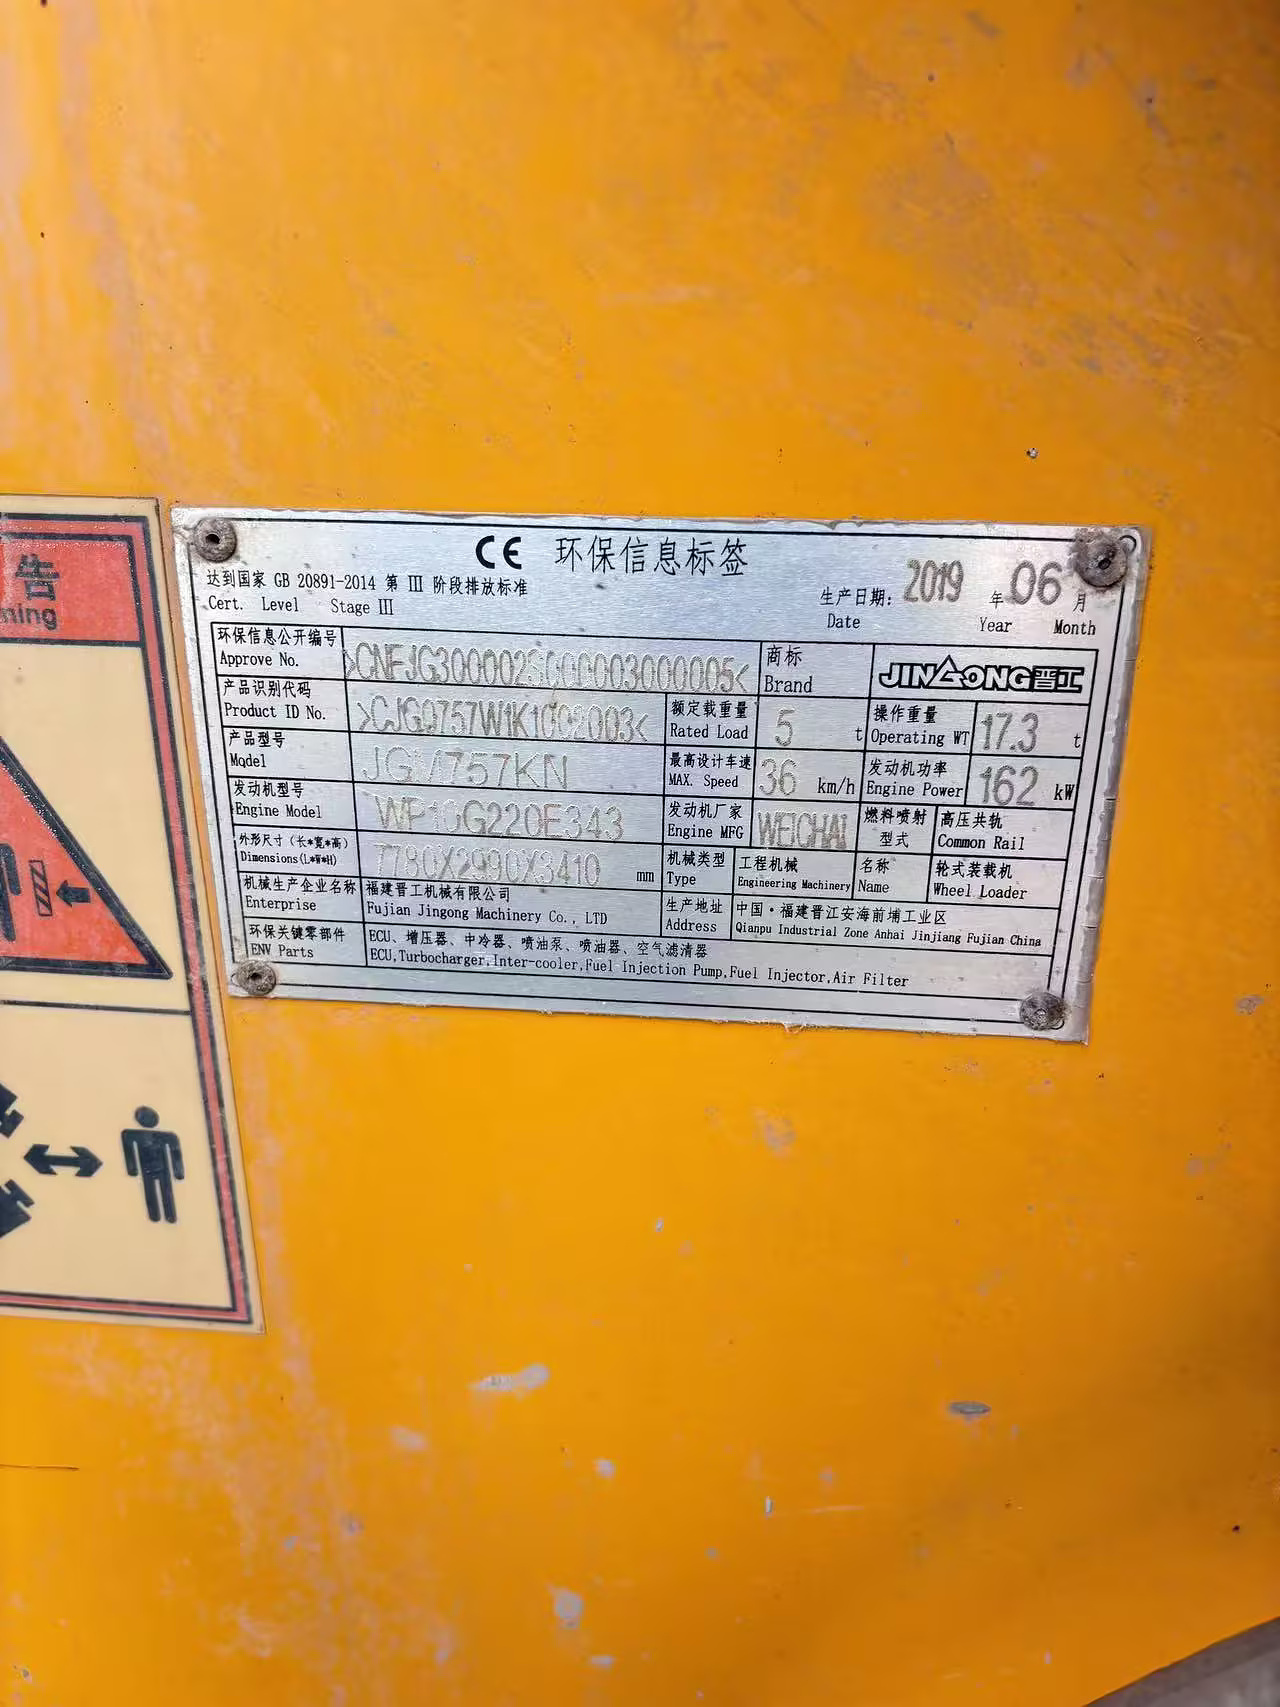 告
ning
CE 环保信息标签
达到国家 GB 20891-2014 第 III 阶段排放标准
Cert. Level Stage III
生产日期: 2019 年 06 月
Date Year Month
环保信息公开编号
Approve No.
商标
Brand
JINGONG晋工
产品识别代码
Product ID No.
>CJG0757W1K1002003<
额定载重量
Rated Load
5 t
操作重量
Operating WT
17.3 t
产品型号
Model
JGM757KN
最高设计车速
MAX. Speed
36 km/h
发动机功率
Engine Power
162 kW
发动机型号
Engine Model
WP10G220E343
发动机厂家
Engine MFG
WEICHAI
燃料喷射
型式
高压共轨
Common Rail
外形尺寸 (长*宽*高)
Dimensions(L*W*H)
7780X2990X3410 mm
机械类型
Type
工程机械
Engineering Machinery
名称
Name
轮式装载机
Wheel Loader
机械生产企业名称
Enterprise
福建晋工机械有限公司
Fujian Jingong Machinery Co., LTD
生产地址
Address
中国·福建晋江安海前埔工业区
Qianpu Industrial Zone Anhai Jinjiang Fujian China
环保关键零部件
ENV Parts
ECU、增压器、中冷器、喷油泵、喷油器、空气滤清器
ECU,Turbocharger,Inter-cooler,Fuel Injection Pump,Fuel Injector,Air Filter